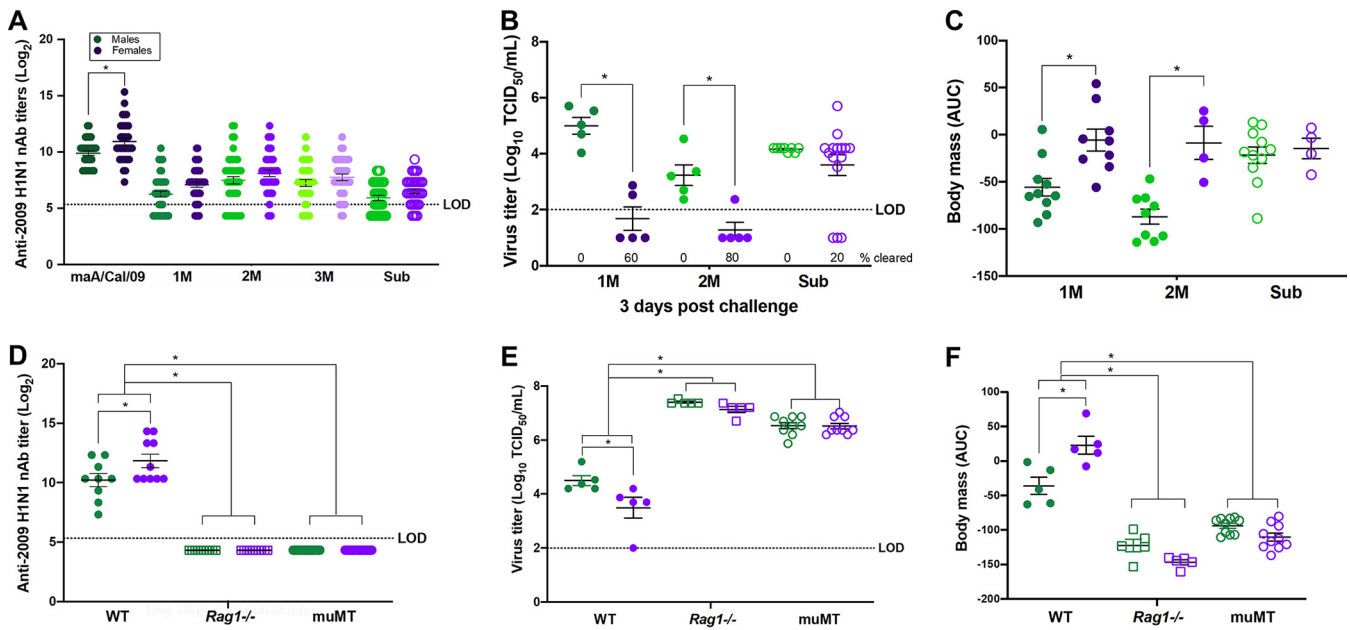 A
Anti-2009 H1N1 nAb titers (Log2)
20
15
10
5
0
Males
Females
*
LOD
maA/Cal/09 1M 2M 3M Sub
B
Virus titer (Log10 TCID50/mL)
8
6
4
2
0
* *
LOD
0 60 0 80 0 20 % cleared
1M 2M Sub
3 days post challenge
C
Body mass (AUC)
100
50
0
-50
-100
-150
* *
1M 2M Sub
D
Anti-2009 H1N1 nAb titer (Log2)
20
15
10
5
0
*
*
*
LOD
WT Rag1-/- muMT
E
Virus titer (Log10 TCID50/mL)
8
6
4
2
0
*
*
*
LOD
WT Rag1-/- muMT
F
Body mass (AUC)
100
50
0
-50
-100
-150
-200
*
*
*
WT Rag1-/- muMT